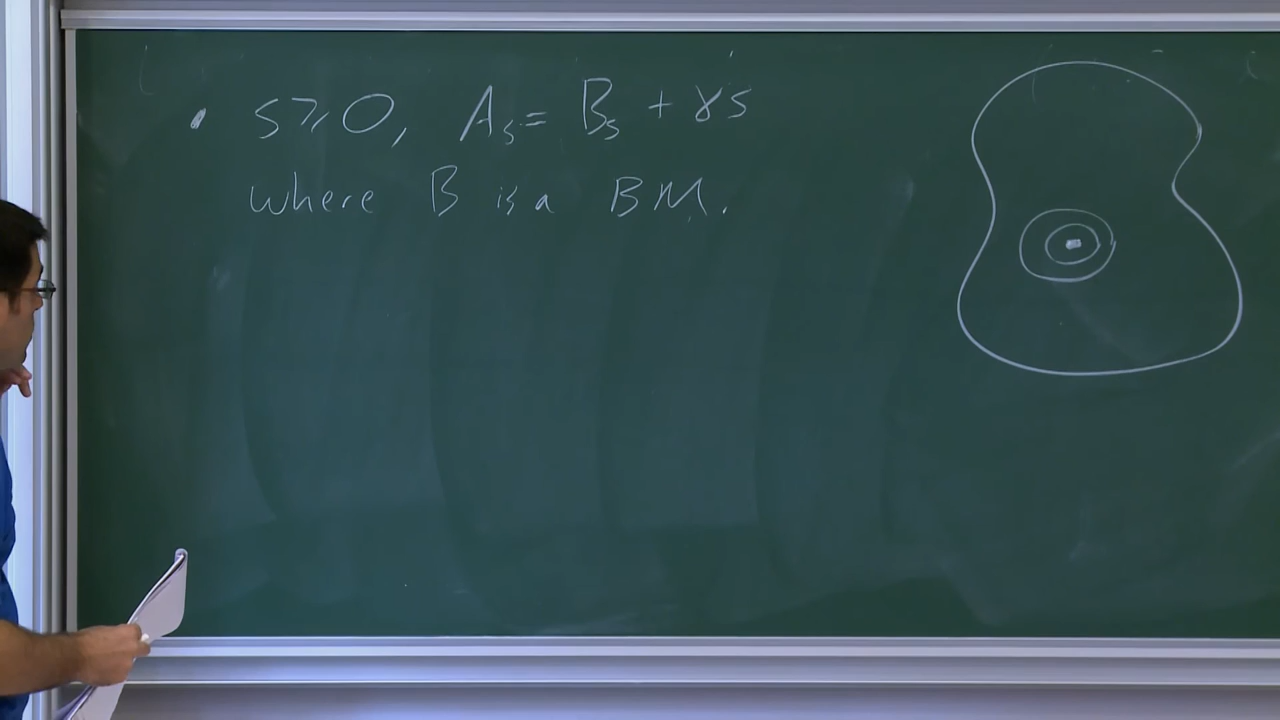 • s ⩾ 0, A_s = B_s + γs
where B is a BM.